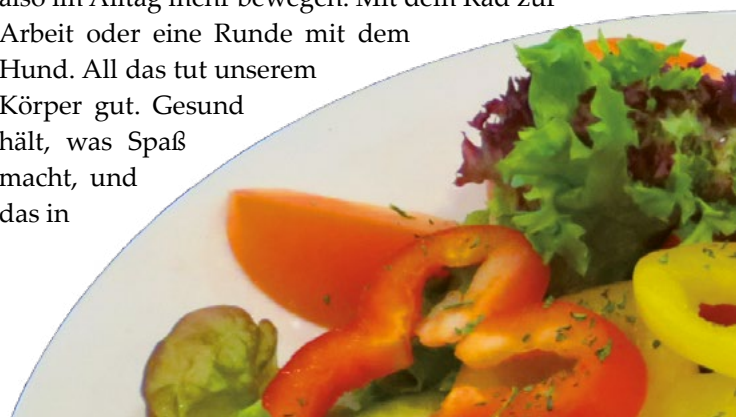 also im Alltag mehr bewegen. Mit dem Rad zur
Arbeit oder eine Runde mit dem
Hund. All das tut unserem
Körper gut. Gesund
hält, was Spaß
macht, und
das in